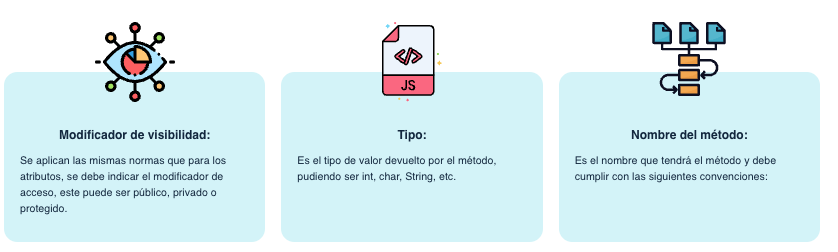 JS
Modificador de visibilidad:
Se aplican las mismas normas que para los
atributos, se debe indicar el modificador de
acceso, este puede ser público, privado o
protegido.
Tipo:
Es el tipo de valor devuelto por el método,
pudiendo ser int, char, String, etc.
Nombre del método:
Es el nombre que tendrá el método y debe
cumplir con las siguientes convenciones: